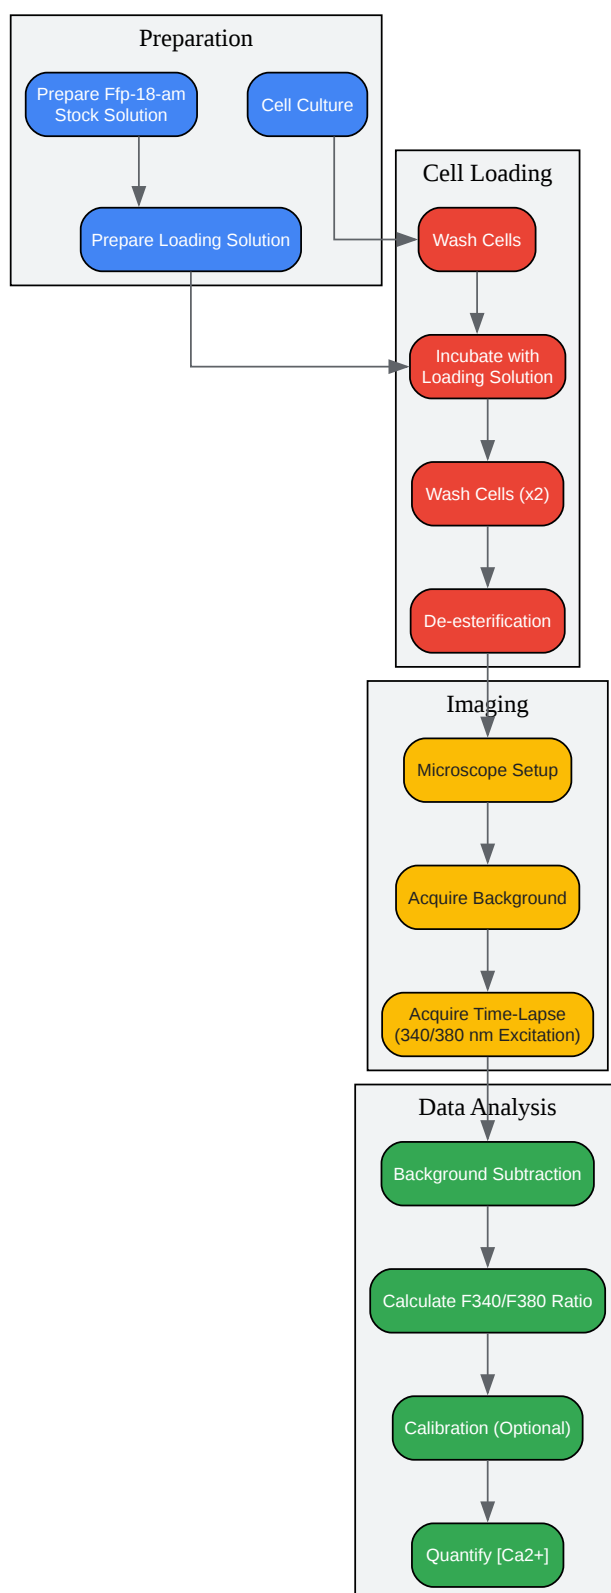 Preparation
Prepare Ffp-18-am
Stock Solution
Cell Culture
Prepare Loading Solution
Cell Loading
Wash Cells
Incubate with
Loading Solution
Wash Cells (x2)
De-esterification
Imaging
Microscope Setup
Acquire Background
Acquire Time-Lapse
(340/380 nm Excitation)
Data Analysis
Background Subtraction
Calculate F340/F380 Ratio
Calibration (Optional)
Quantify [Ca2+]